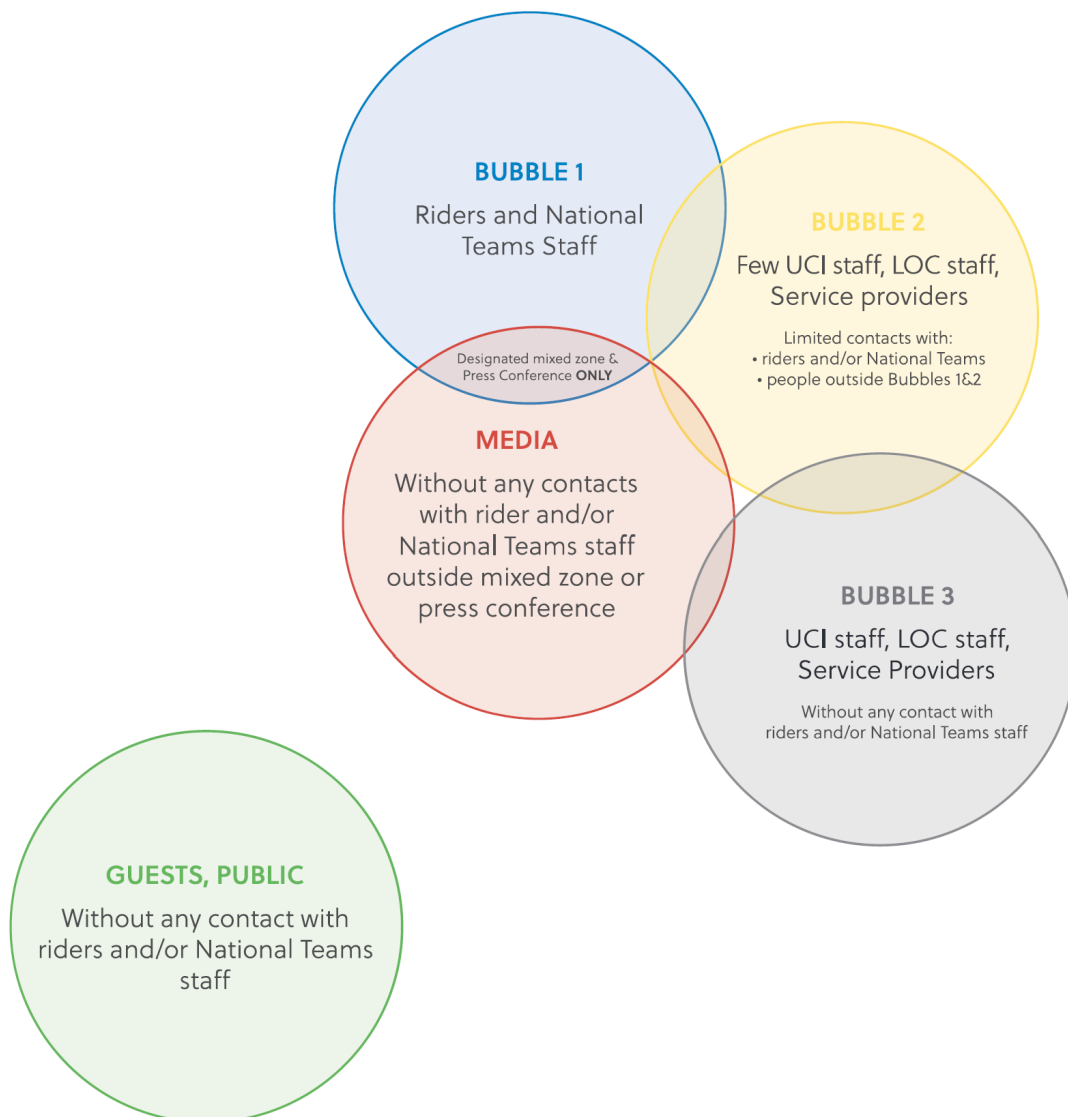 BUBBLE 1
Riders and National
Teams Staff
BUBBLE 2
Few UCI staff, LOC staff,
Service providers
Limited contacts with:
• riders and/or National Teams
• people outside Bubbles 1&2
Designated mixed zone &
Press Conference ONLY
MEDIA
Without any contacts
with rider and/or
National Teams staff
outside mixed zone or
press conference
BUBBLE 3
UCI staff, LOC staff,
Service Providers
Without any contact with
riders and/or National Teams staff
GUESTS, PUBLIC
Without any contact with
riders and/or National Teams
staff